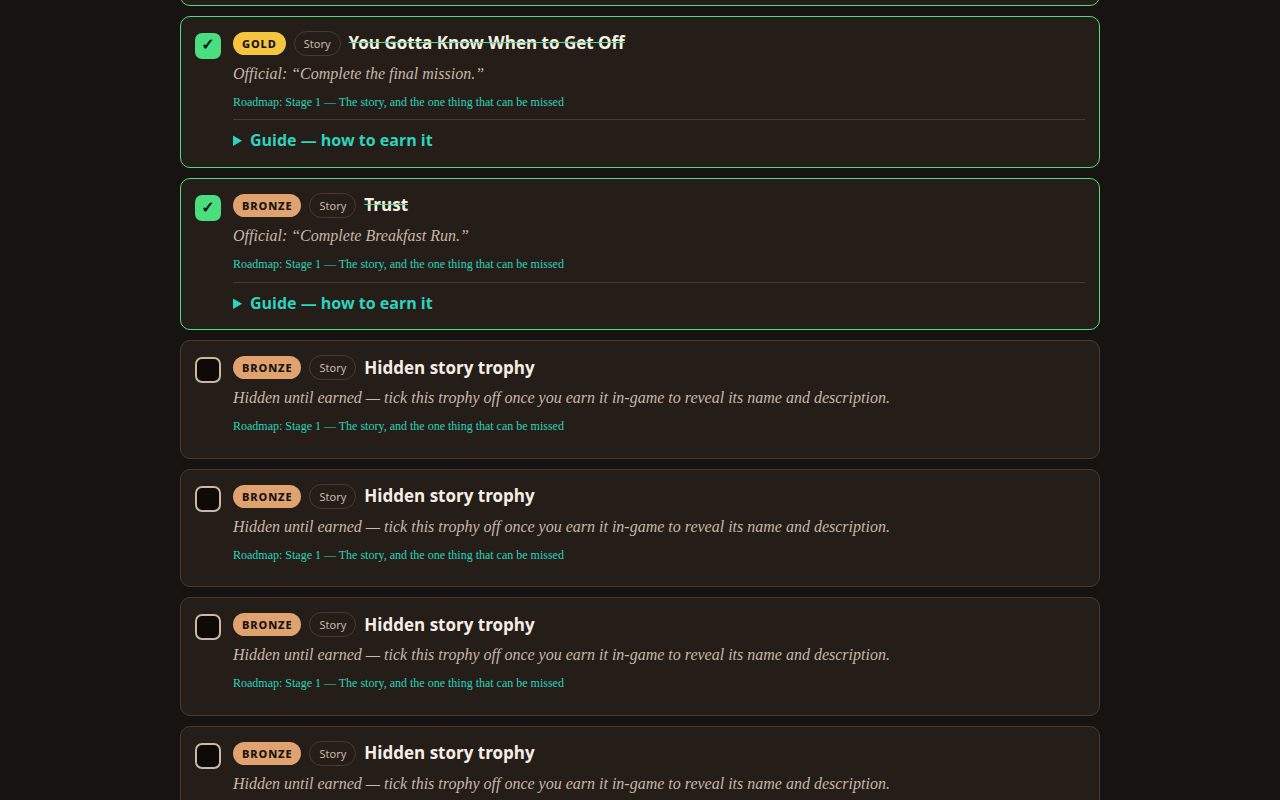 ✓ GOLD Story You Gotta Know When to Get Off
Official: “Complete the final mission.”
Roadmap: Stage 1 — The story, and the one thing that can be missed
▶ Guide — how to earn it
✓ BRONZE Story Trust
Official: “Complete Breakfast Run.”
Roadmap: Stage 1 — The story, and the one thing that can be missed
▶ Guide — how to earn it
BRONZE Story Hidden story trophy
Hidden until earned — tick this trophy off once you earn it in-game to reveal its name and description.
Roadmap: Stage 1 — The story, and the one thing that can be missed
BRONZE Story Hidden story trophy
Hidden until earned — tick this trophy off once you earn it in-game to reveal its name and description.
Roadmap: Stage 1 — The story, and the one thing that can be missed
BRONZE Story Hidden story trophy
Hidden until earned — tick this trophy off once you earn it in-game to reveal its name and description.
Roadmap: Stage 1 — The story, and the one thing that can be missed
BRONZE Story Hidden story trophy
Hidden until earned — tick this trophy off once you earn it in-game to reveal its name and description.